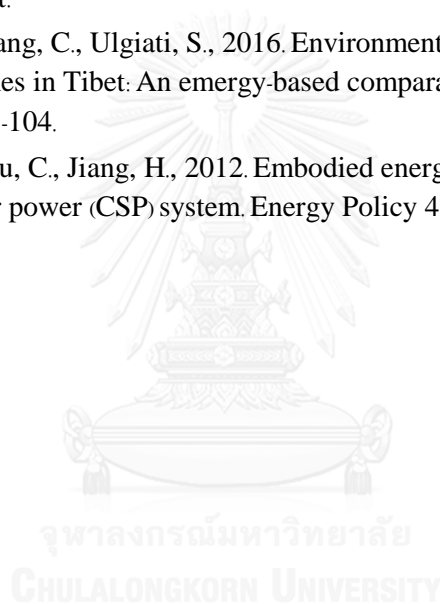 t.
ang, C., Ulgiati, S., 2016. Environment
es in Tibet: An emergy-based compara
-104.
u, C., Jiang, H., 2012. Embodied energ
r power (CSP) system. Energy Policy 4
จุฬาลงกรณ์มหาวิทยาลัย
CHULALONGKORN UNIVERSITY